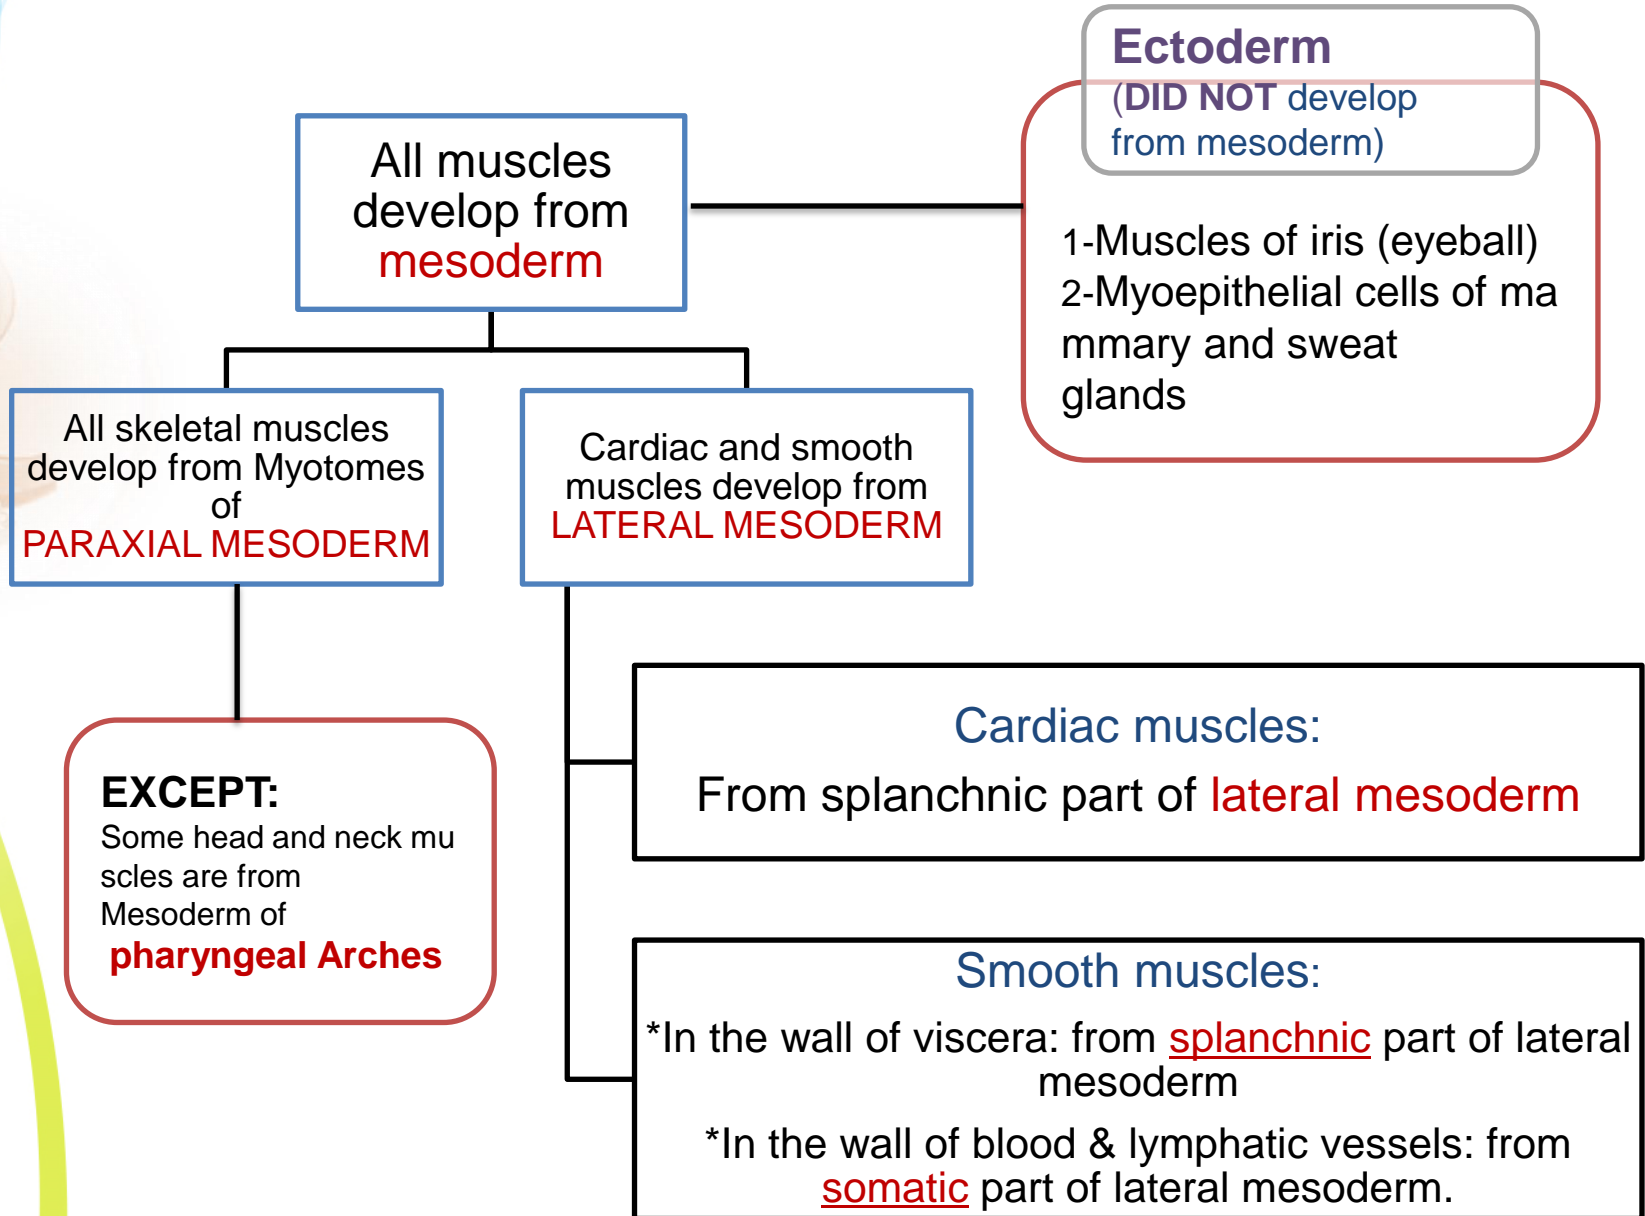 Ectoderm
(DID NOT develop
from mesoderm)
All muscles
develop from
mesoderm
1-Muscles of iris (eyeball)
2-Myoepithelial cells of ma
mmary and sweat
glands
All skeletal muscles
develop from Myotomes
of
PARAXIAL MESODERM
Cardiac and smooth
muscles develop from
LATERAL MESODERM
EXCEPT:
Some head and neck mu
scles are from
Mesoderm of
pharyngeal Arches
Cardiac muscles:
From splanchnic part of lateral mesoderm
Smooth muscles:
*In the wall of viscera: from splanchnic part of lateral
mesoderm
*In the wall of blood & lymphatic vessels: from
somatic part of lateral mesoderm.